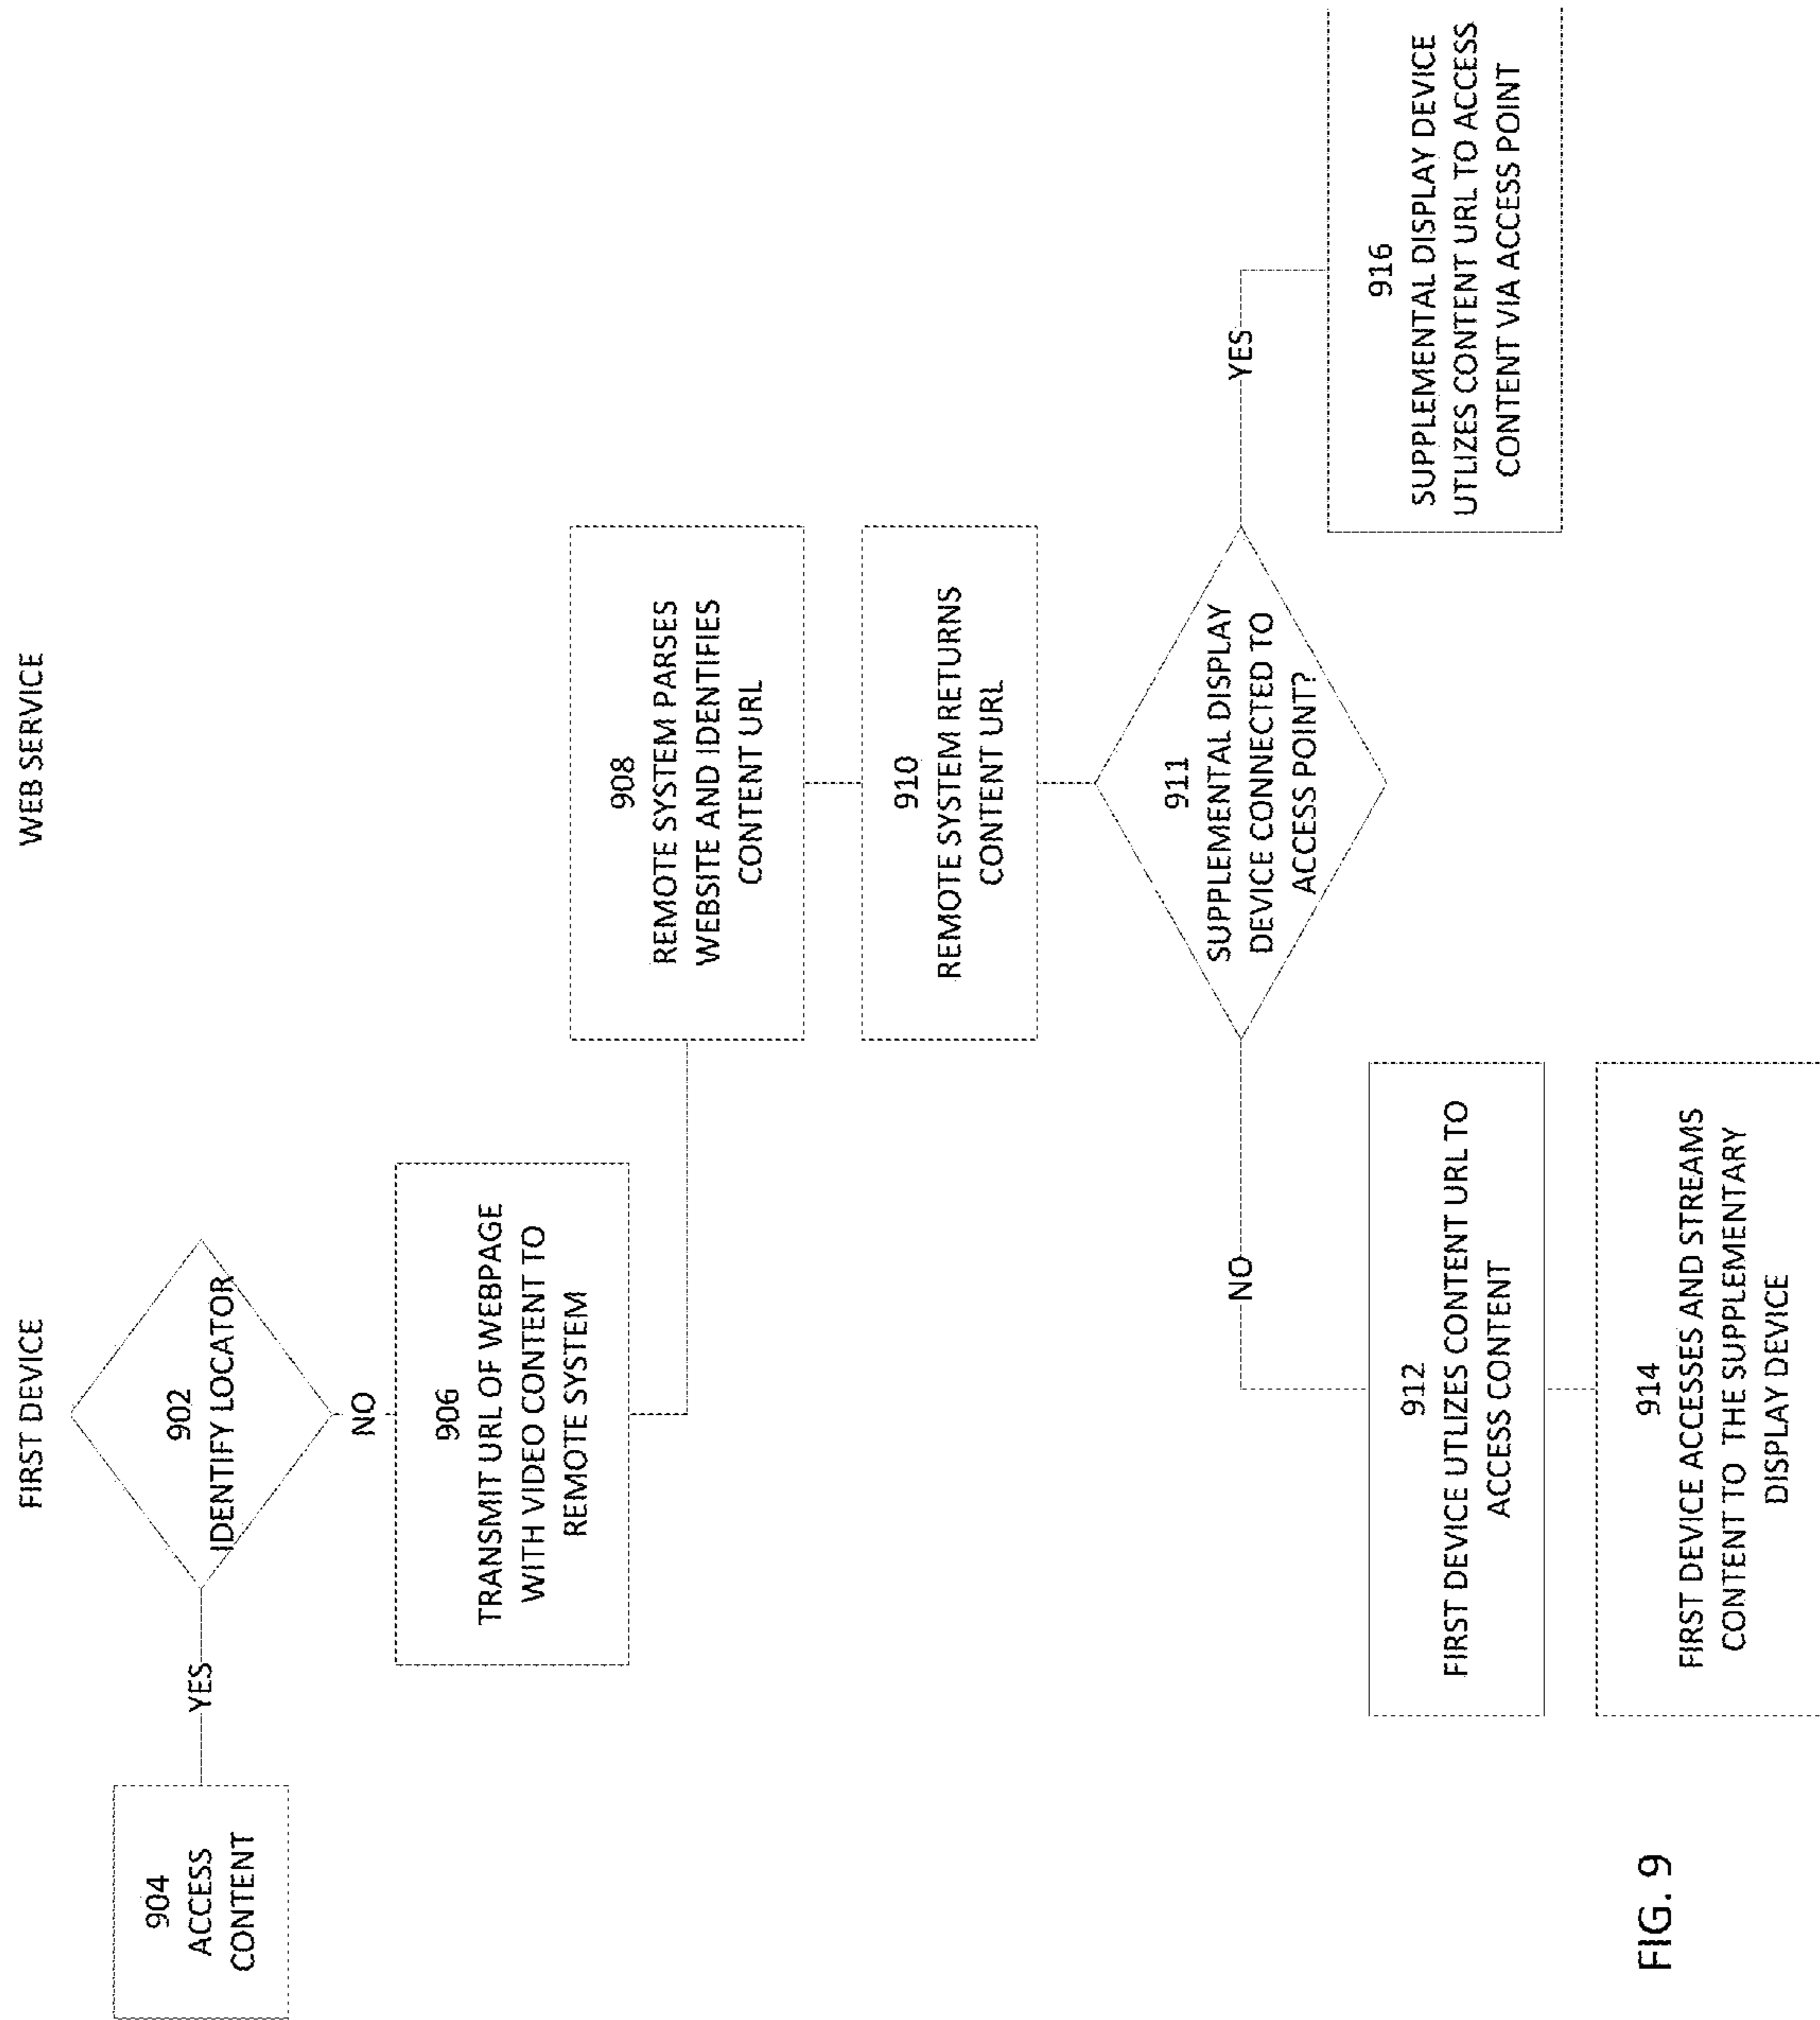 FIRST DEVICE
WEB SERVICE
902
IDENTIFY LOCATOR
YES
904
ACCESS
CONTENT
NO
906
TRANSMIT URL OF WEBPAGE
WITH VIDEO CONTENT TO
REMOTE SYSTEM
908
REMOTE SYSTEM PARSES
WEBSITE AND IDENTIFIES
CONTENT URL
910
REMOTE SYSTEM RETURNS
CONTENT URL
911
SUPPLEMENTAL DISPLAY
DEVICE CONNECTED TO
ACCESS POINT?
NO
YES
912
FIRST DEVICE UTLIZES CONTENT URL TO
ACCESS CONTENT
914
FIRST DEVICE ACCESSES AND STREAMS
CONTENT TO THE SUPPLEMENTARY
DISPLAY DEVICE
916
SUPPLEMENTAL DISPLAY DEVICE
UTLIZES CONTENT URL TO ACCESS
CONTENT VIA ACCESS POINT
FIG. 9